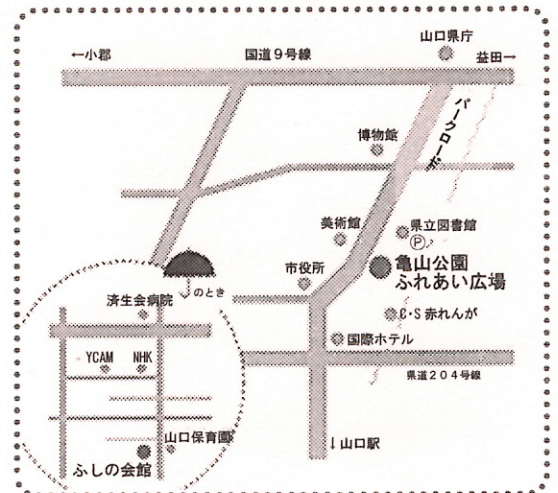 山口県庁
←小郡
国道9号線
益田→
パークロード
博物館
美術館
県立図書館
P
市役所
亀山公園
ふれあい広場
のとき
済生会病院
C・S赤れんが
YCAM
NHK
国際ホテル
県道204号線
山口保育園
↓山口駅
ふしの会館